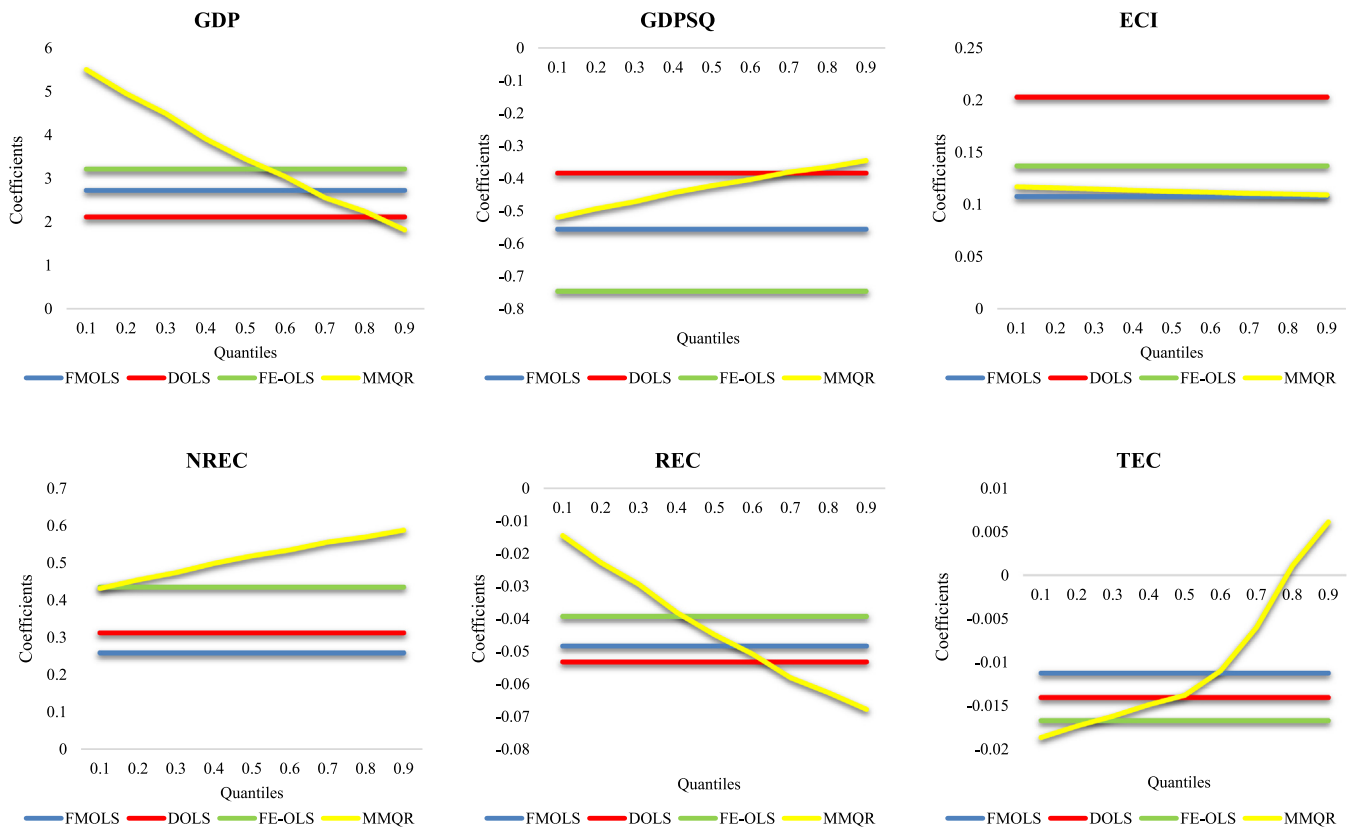 GDP
6
5
4
3
2
1
0
Coefficients
0.1 0.2 0.3 0.4 0.5 0.6 0.7 0.8 0.9
Quantiles
FMOLS DOLS FE-OLS MMQR
GDPSQ
0
0.1 0.2 0.3 0.4 0.5 0.6 0.7 0.8 0.9
-0.1
-0.2
-0.3
-0.4
-0.5
-0.6
-0.7
-0.8
Coefficients
Quantiles
FMOLS DOLS FE-OLS MMQR
ECI
0.25
0.2
0.15
0.1
0.05
0
Coefficients
0.1 0.2 0.3 0.4 0.5 0.6 0.7 0.8 0.9
Quantiles
FMOLS DOLS FE-OLS MMQR
NREC
0.7
0.6
0.5
0.4
0.3
0.2
0.1
0
Coefficients
0.1 0.2 0.3 0.4 0.5 0.6 0.7 0.8 0.9
Quantiles
FMOLS DOLS FE-OLS MMQR
REC
0
0.1 0.2 0.3 0.4 0.5 0.6 0.7 0.8 0.9
-0.01
-0.02
-0.03
-0.04
-0.05
-0.06
-0.07
-0.08
Coefficients
Quantiles
FMOLS DOLS FE-OLS MMQR
TEC
0.01
0.005
0
0.1 0.2 0.3 0.4 0.5 0.6 0.7 0.8 0.9
-0.005
-0.01
-0.015
-0.02
Coefficients
Quantiles
FMOLS DOLS FE-OLS MMQR